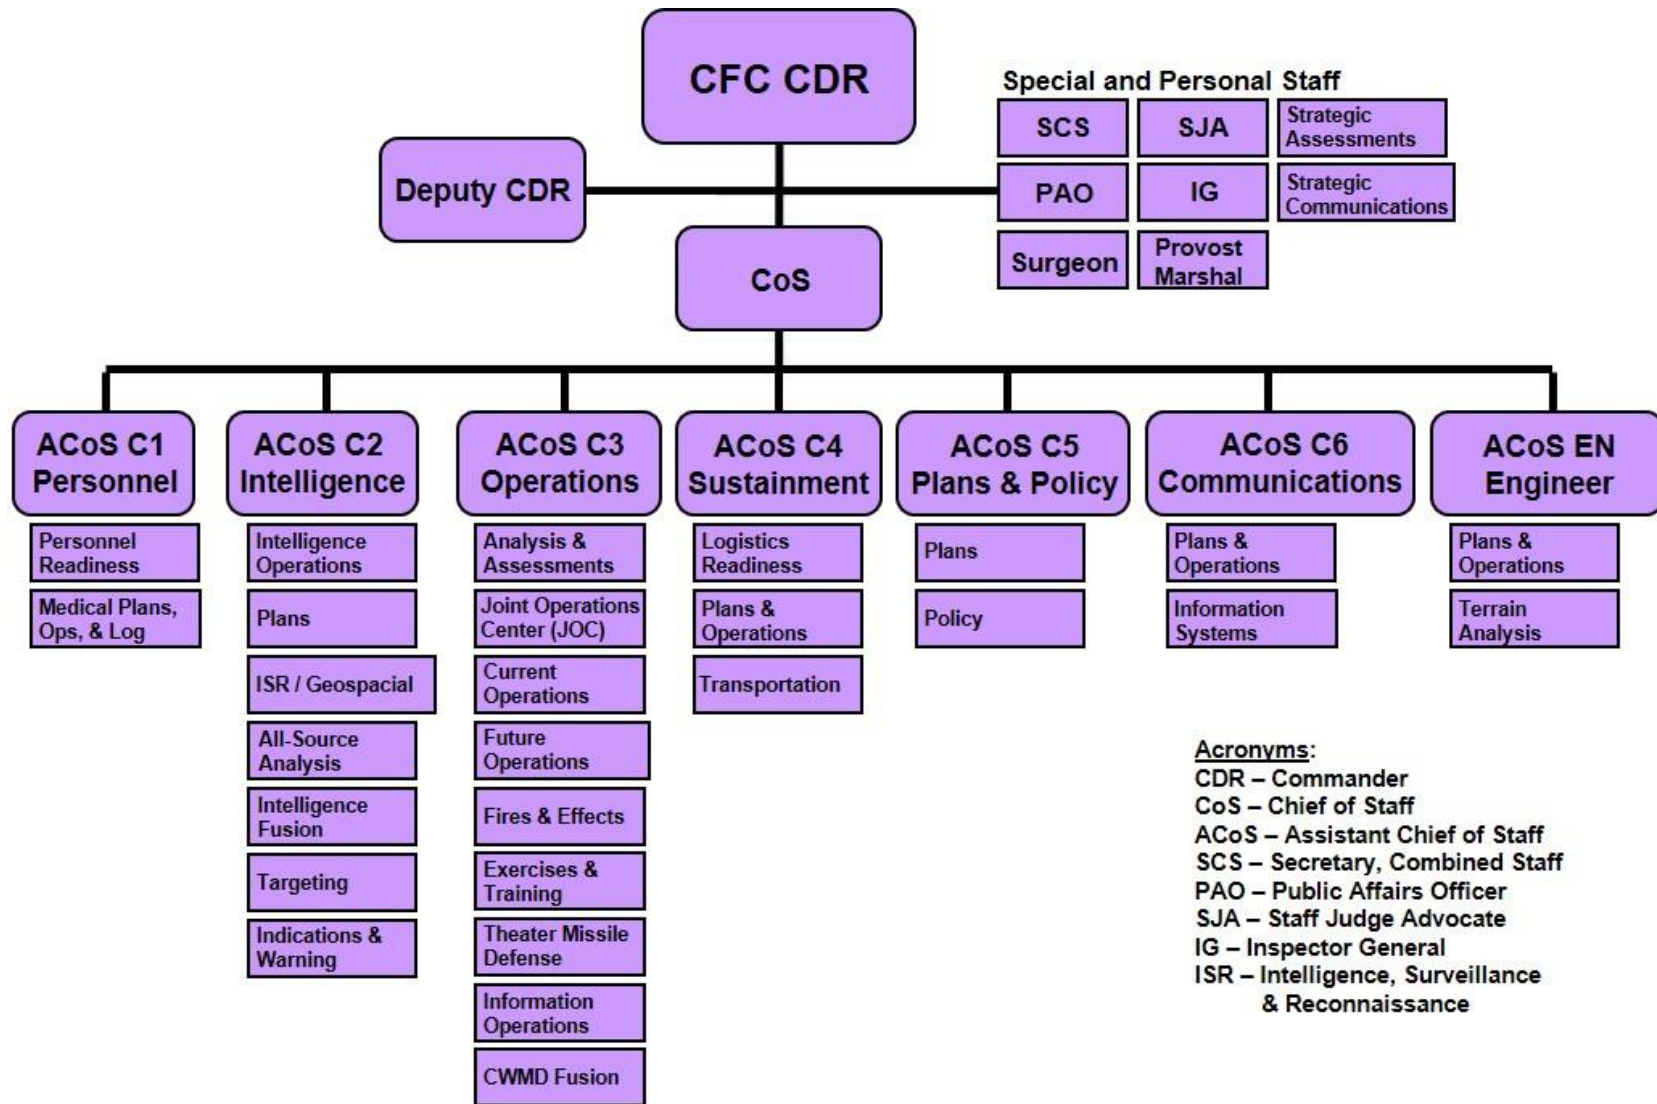 CFC CDR
Special and Personal Staff
SCS
SJA
Strategic
Assessments
Deputy CDR
PAO
IG
Strategic
Communications
CoS
Surgeon
Provost
Marshal
ACoS C1
Personnel
Personnel
Readiness
Medical Plans,
Ops, & Log
ACoS C2
Intelligence
Intelligence
Operations
Plans
ISR / Geospacial
All-Source
Analysis
Intelligence
Fusion
Targeting
Indications &
Warning
ACoS C3
Operations
Analysis &
Assessments
Joint Operations
Center (JOC)
Current
Operations
Future
Operations
Fires & Effects
Exercises &
Training
Theater Missile
Defense
Information
Operations
CWMD Fusion
ACoS C4
Sustainment
Logistics
Readiness
Plans &
Operations
Transportation
ACoS C5
Plans & Policy
Plans
Policy
ACoS C6
Communications
Plans &
Operations
Information
Systems
ACoS EN
Engineer
Plans &
Operations
Terrain
Analysis
Acronyms:
CDR – Commander
CoS – Chief of Staff
ACoS – Assistant Chief of Staff
SCS – Secretary, Combined Staff
PAO – Public Affairs Officer
SJA – Staff Judge Advocate
IG – Inspector General
ISR – Intelligence, Surveillance
& Reconnaissance